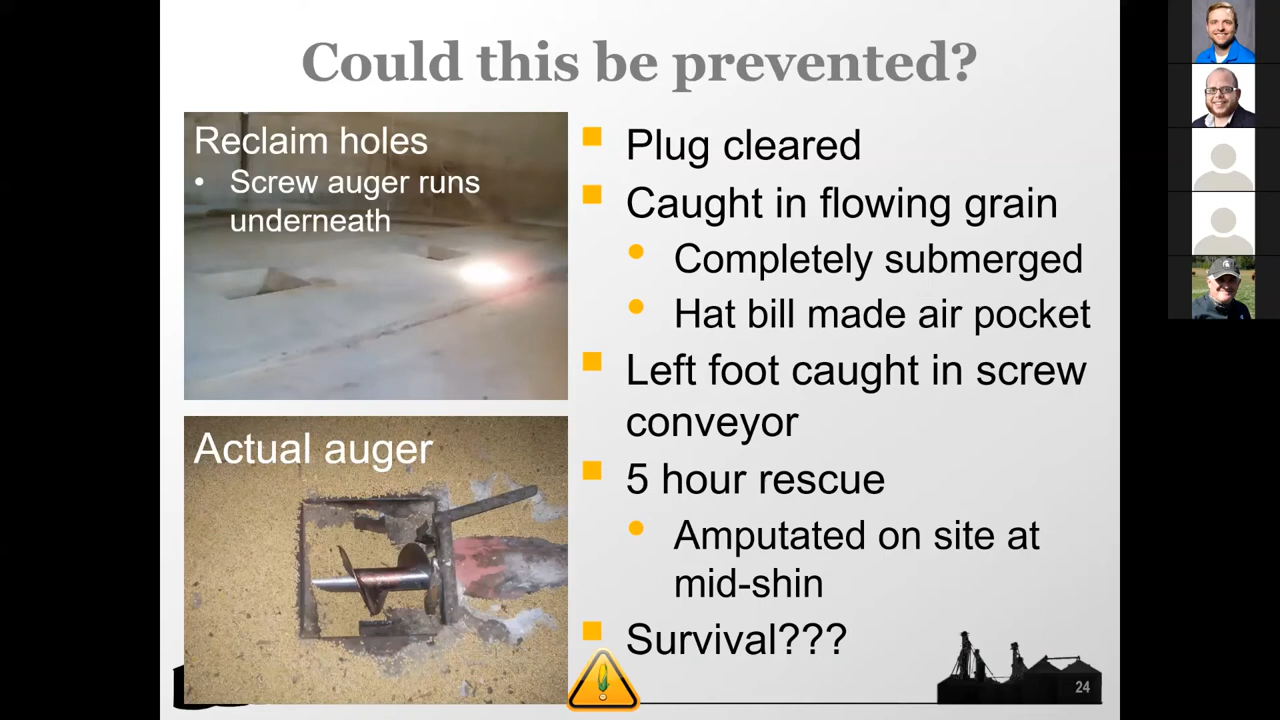 Could this be prevented?
Reclaim holes
• Screw auger runs
underneath
Actual auger
Plug cleared
Caught in flowing grain
• Completely submerged
• Hat bill made air pocket
Left foot caught in screw
conveyor
5 hour rescue
• Amputated on site at
mid-shin
Survival???
24